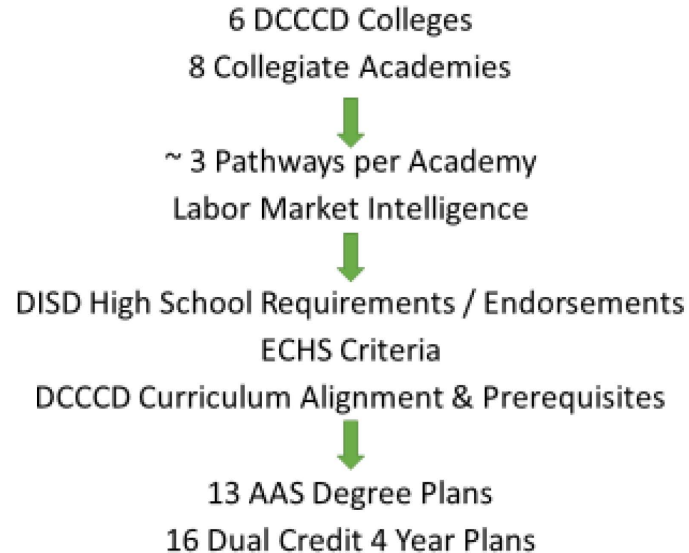 6 DCCCD Colleges
8 Collegiate Academies
~ 3 Pathways per Academy
Labor Market Intelligence
DISD High School Requirements / Endorsements
ECHS Criteria
DCCCD Curriculum Alignment & Prerequisites
13 AAS Degree Plans
16 Dual Credit 4 Year Plans